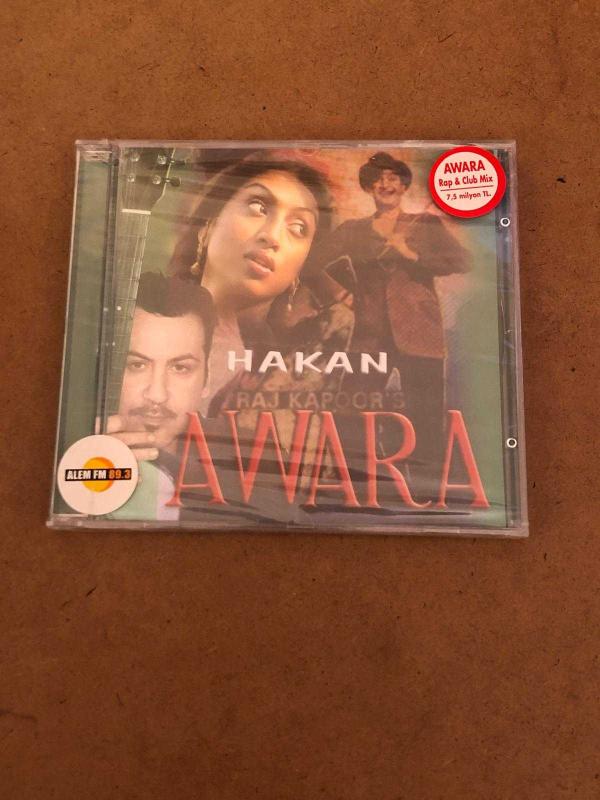 AWARA
Rap & Club Mix
7,5 milyon TL.
HAKAN
RAJ KAPOOR'S
AWARA
ALEM FM 89.3